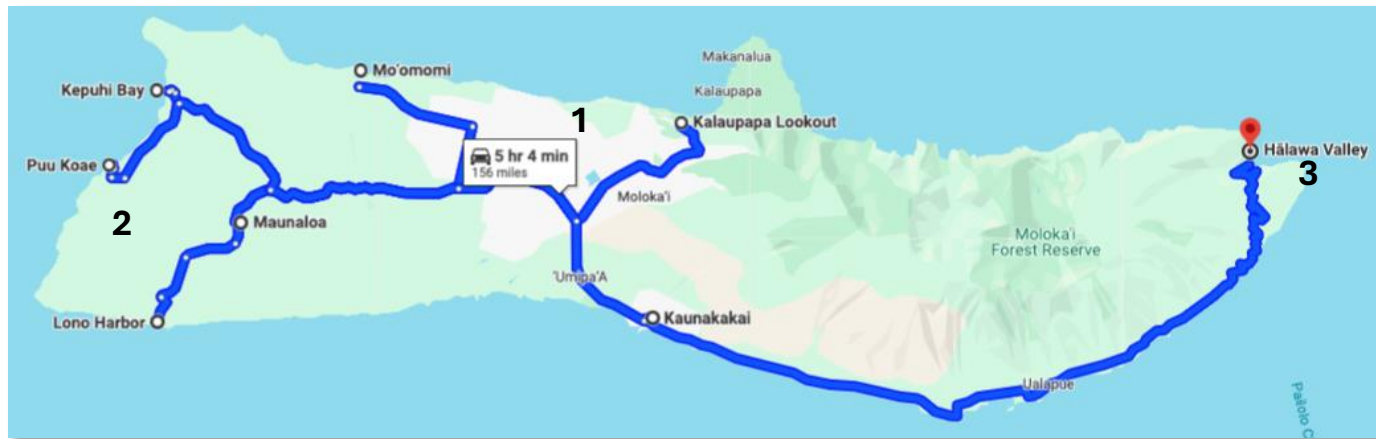 Makanalua
Kepuhi Bay
Mo'omomi
Kalaupapa
1
Kalaupapa Lookout
5 hr 4 min
156 miles
Hālawa Valley
Puu Koae
3
Moloka'i
2
Maunaloa
Moloka'i
Forest Reserve
'Umipa'A
Lono Harbor
Kaunakakai
Ualapue
Pailolo C